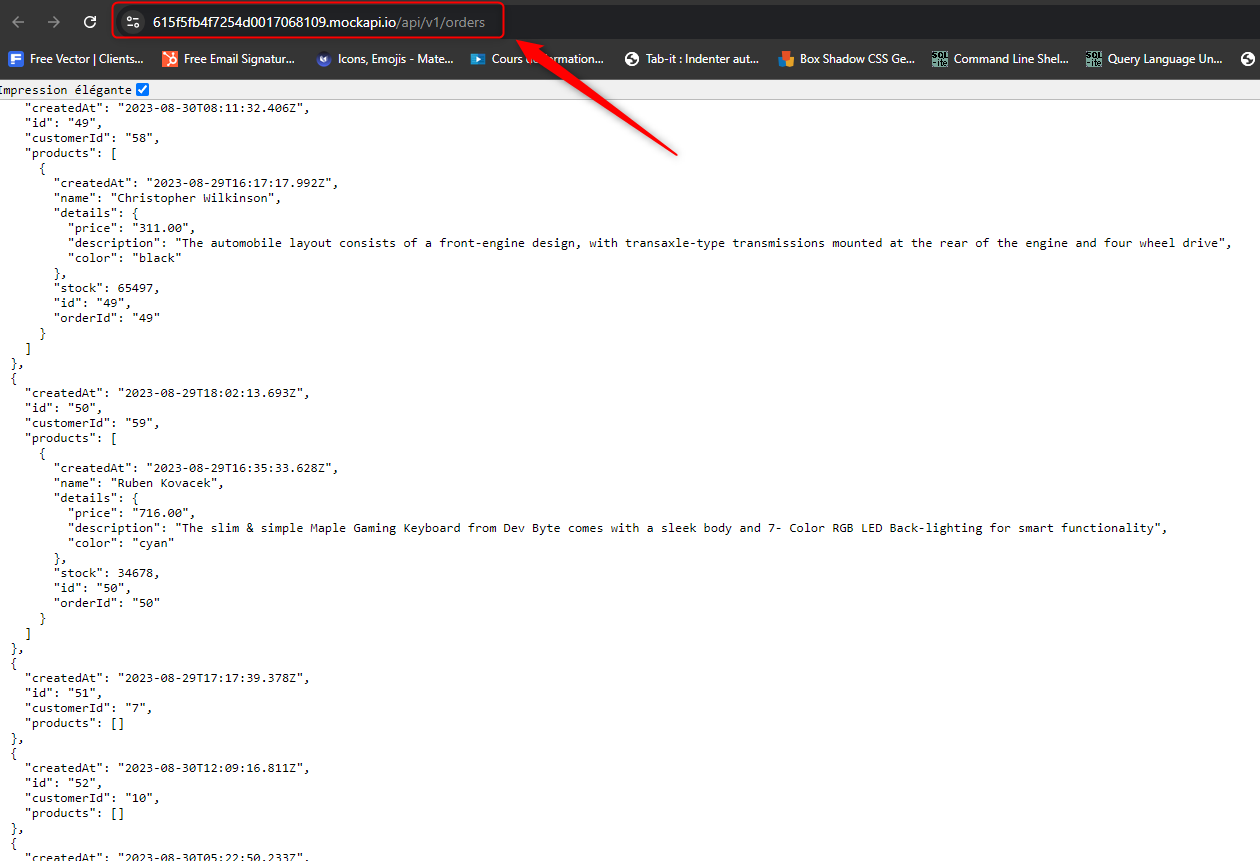 615f5fb4f7254d0017068109.mockapi.io/api/v1/orders
Free Vector | Clients... Free Email Signatur... Icons, Emojis - Mate... Tab-it : Indenter aut... Box Shadow CSS Ge... Command Line Shel... Query Language Un...
Impression élégante
"createdAt": "2023-08-30T08:11:32.406Z",
"id": "49",
"customerId": "58",
"products": [
{
"createdAt": "2023-08-29T16:17:17.992Z",
"name": "Christopher Wilkinson",
"details": {
"price": "311.00",
"description": "The automobile layout consists of a front-engine design, with transaxle-type transmissions mounted at the rear of the engine and four wheel drive",
"color": "black"
},
"stock": 65497,
"id": "49",
"orderId": "49"
}
]
},
{
"createdAt": "2023-08-29T18:02:13.693Z",
"id": "50",
"customerId": "59",
"products": [
{
"createdAt": "2023-08-29T16:35:33.628Z",
"name": "Ruben Kovacek",
"details": {
"price": "716.00",
"description": "The slim & simple Maple Gaming Keyboard from Dev Byte comes with a sleek body and 7- Color RGB LED Back-lighting for smart functionality",
"color": "cyan"
},
"stock": 34678,
"id": "50",
"orderId": "50"
}
]
},
{
"createdAt": "2023-08-29T17:17:39.378Z",
"id": "51",
"customerId": "7",
"products": []
},
{
"createdAt": "2023-08-30T12:09:16.811Z",
"id": "52",
"customerId": "10",
"products": []
},
{
"createdAt": "2023-08-30T05:22:50.233Z",